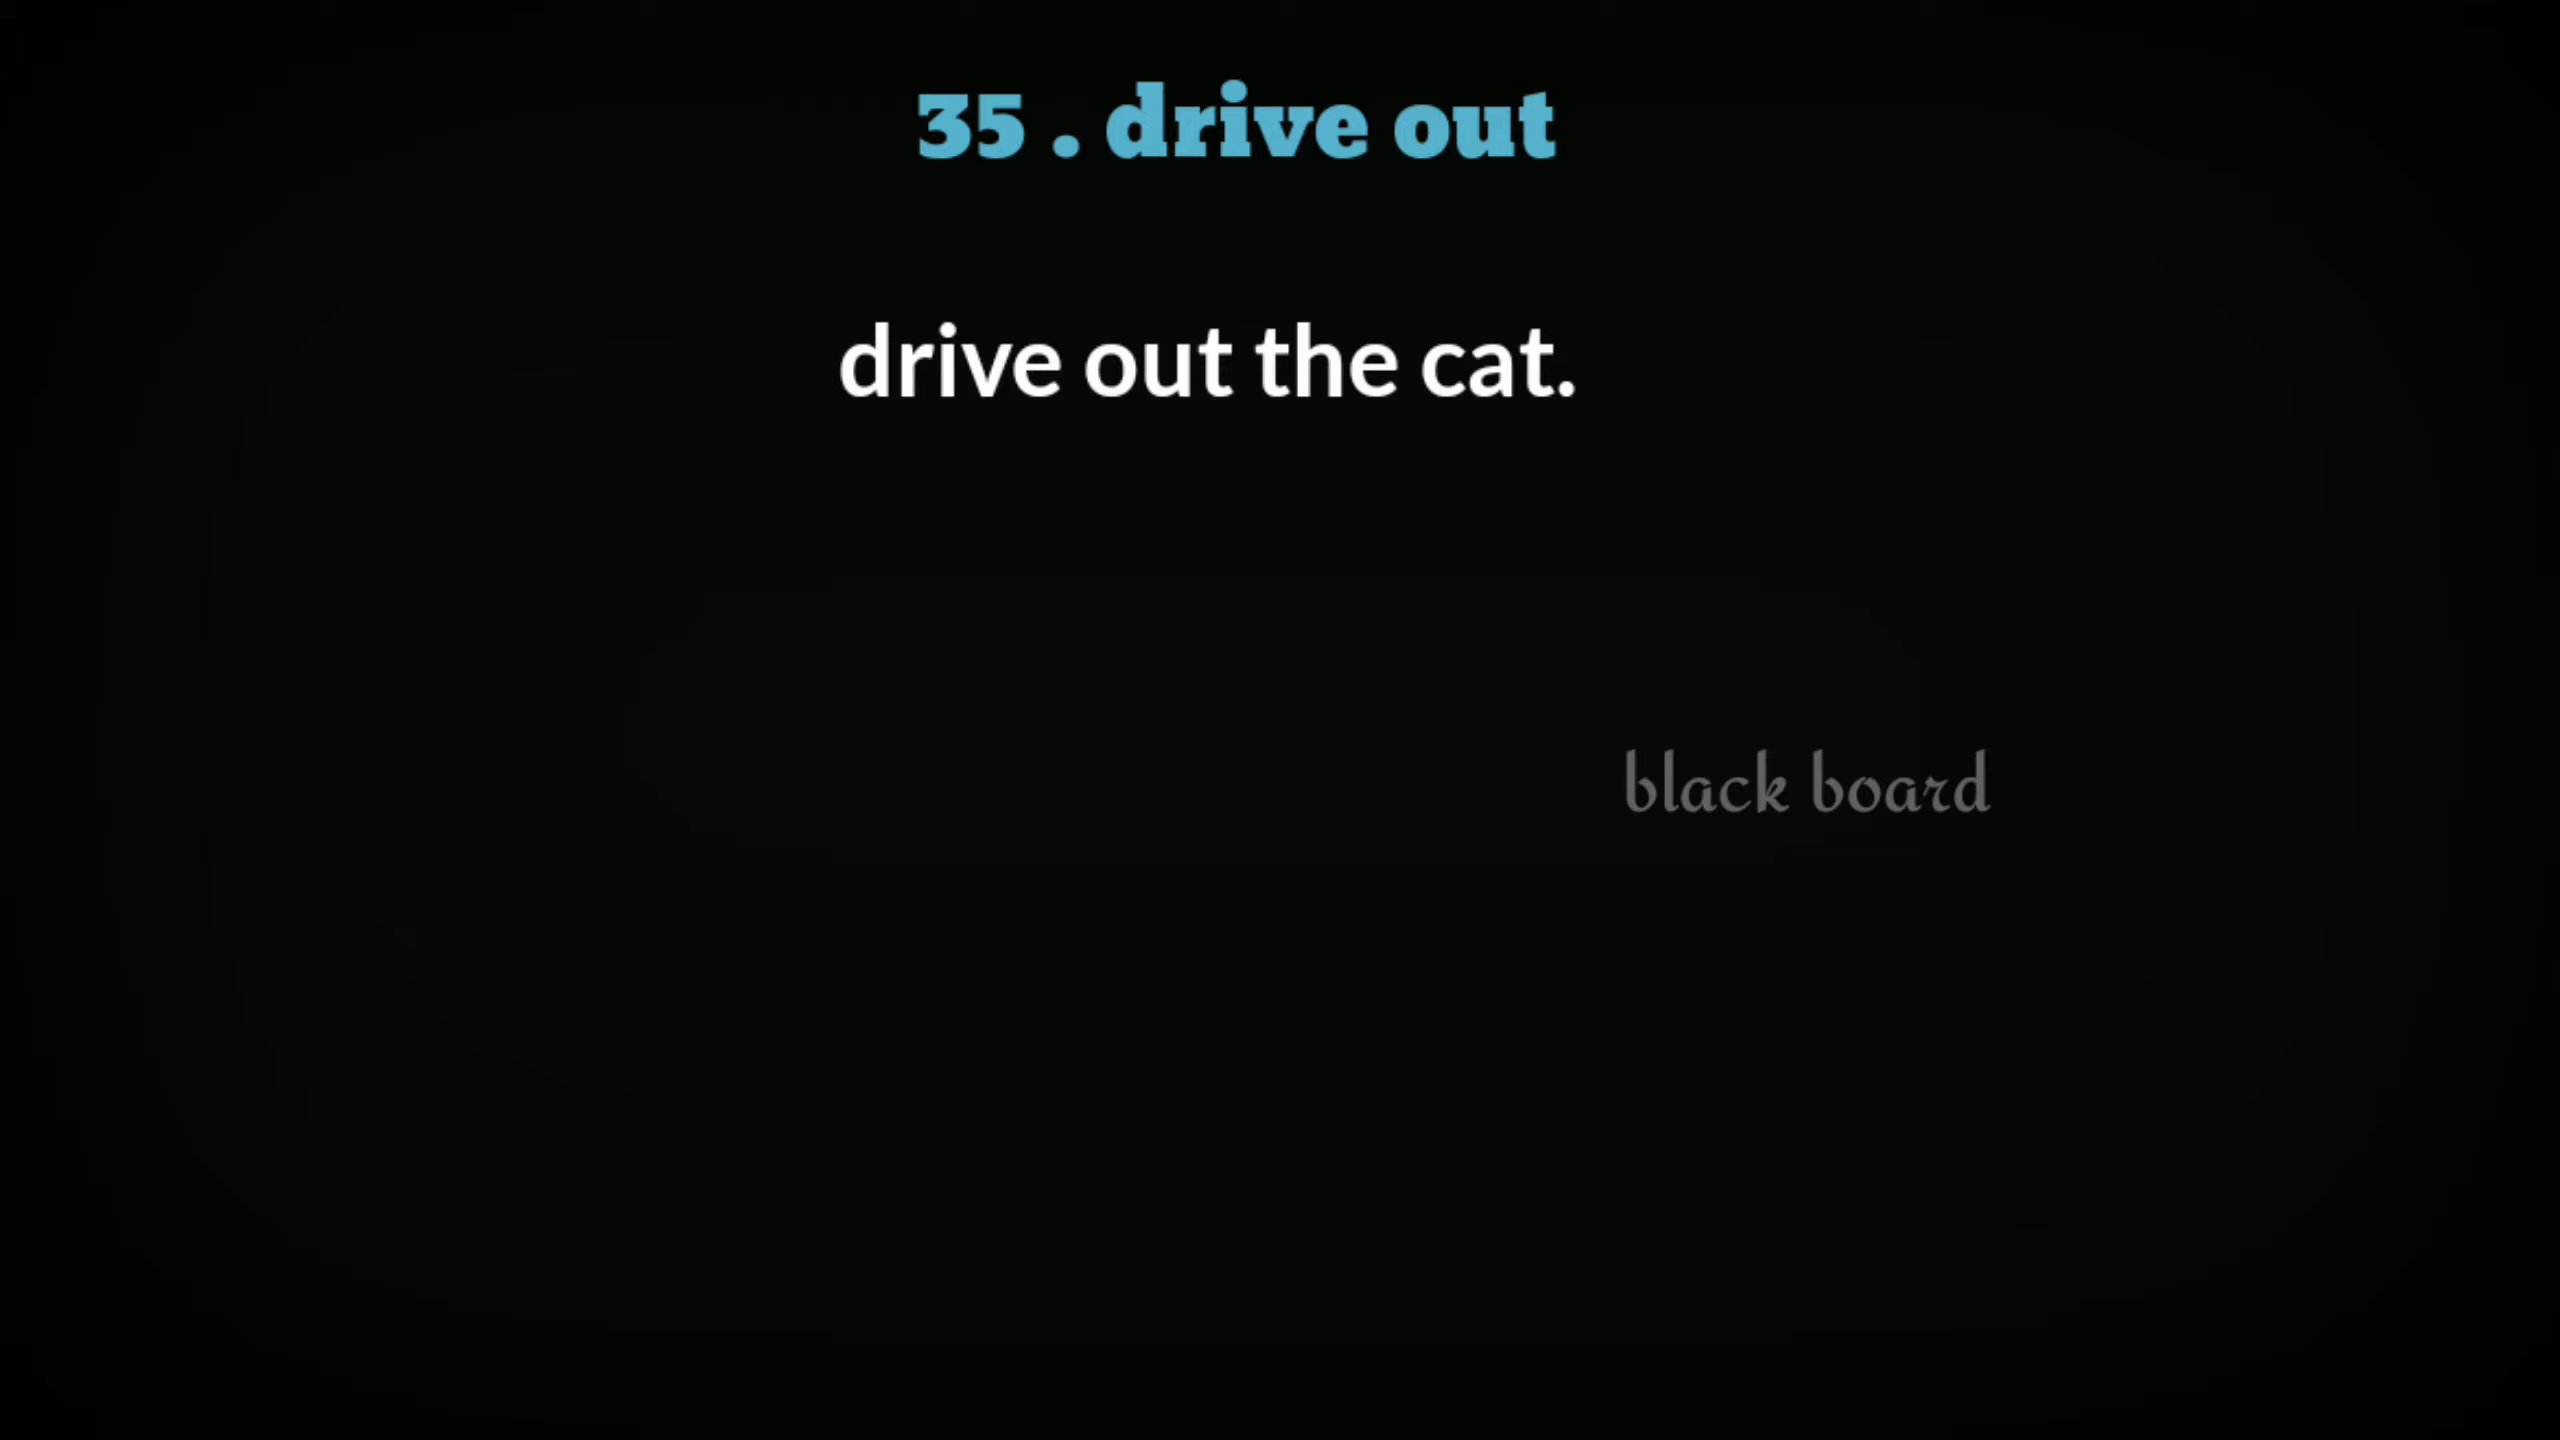 35 . drive out
drive out the cat.
black board